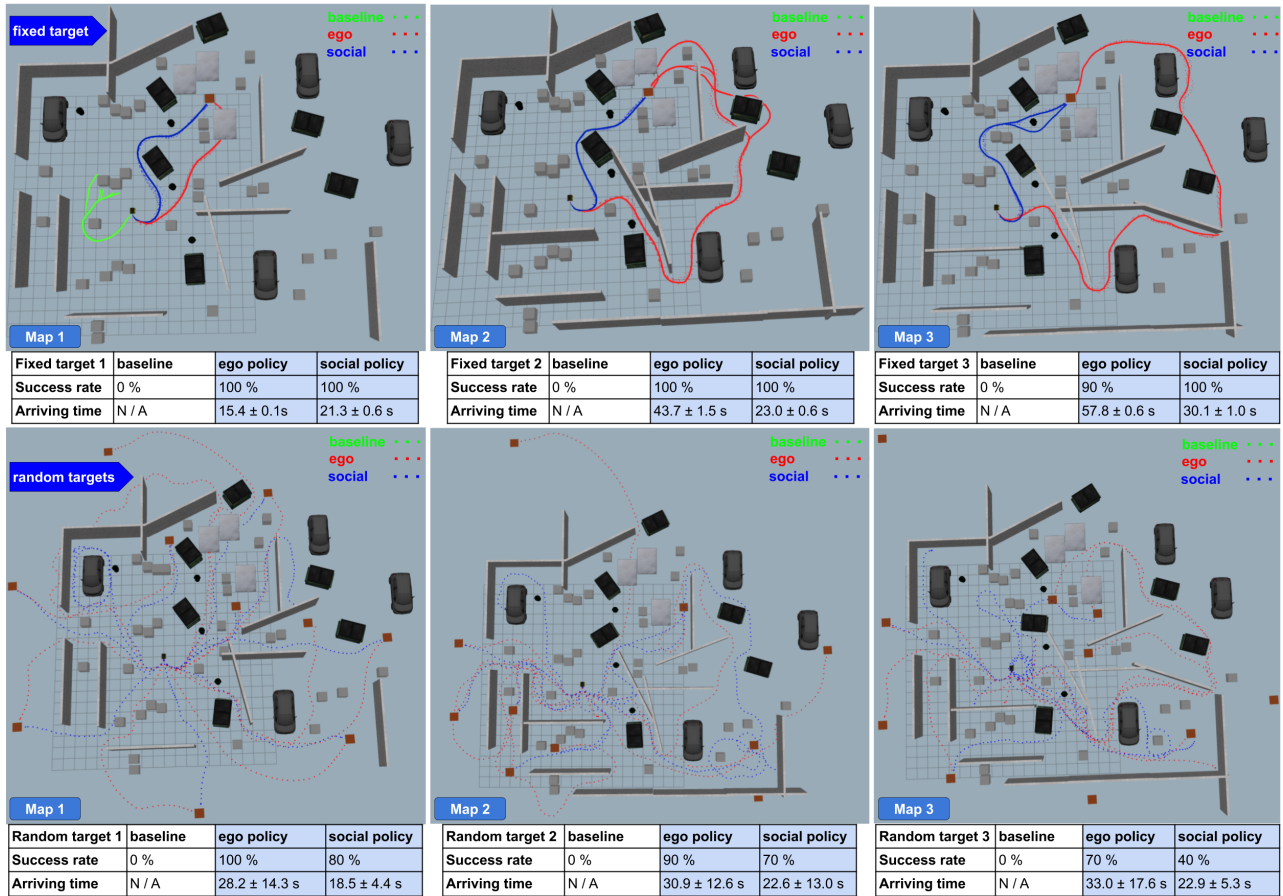 fixed target
baseline
ego
social
Map 1
baseline
ego
social
Map 2
baseline
ego
social
Map 3
Fixed target 1 baseline ego policy social policy
Success rate 0 % 100 % 100 %
Arriving time N / A 15.4 ± 0.1s 21.3 ± 0.6 s
Fixed target 2 baseline ego policy social policy
Success rate 0 % 100 % 100 %
Arriving time N / A 43.7 ± 1.5 s 23.0 ± 0.6 s
Fixed target 3 baseline ego policy social policy
Success rate 0 % 90 % 100 %
Arriving time N / A 57.8 ± 0.6 s 30.1 ± 1.0 s
random targets
baseline
ego
social
Map 1
baseline
ego
social
Map 2
baseline
ego
social
Map 3
Random target 1 baseline ego policy social policy
Success rate 0 % 100 % 80 %
Arriving time N / A 28.2 ± 14.3 s 18.5 ± 4.4 s
Random target 2 baseline ego policy social policy
Success rate 0 % 90 % 70 %
Arriving time N / A 30.9 ± 12.6 s 22.6 ± 13.0 s
Random target 3 baseline ego policy social policy
Success rate 0 % 70 % 40 %
Arriving time N / A 33.0 ± 17.6 s 22.9 ± 5.3 s